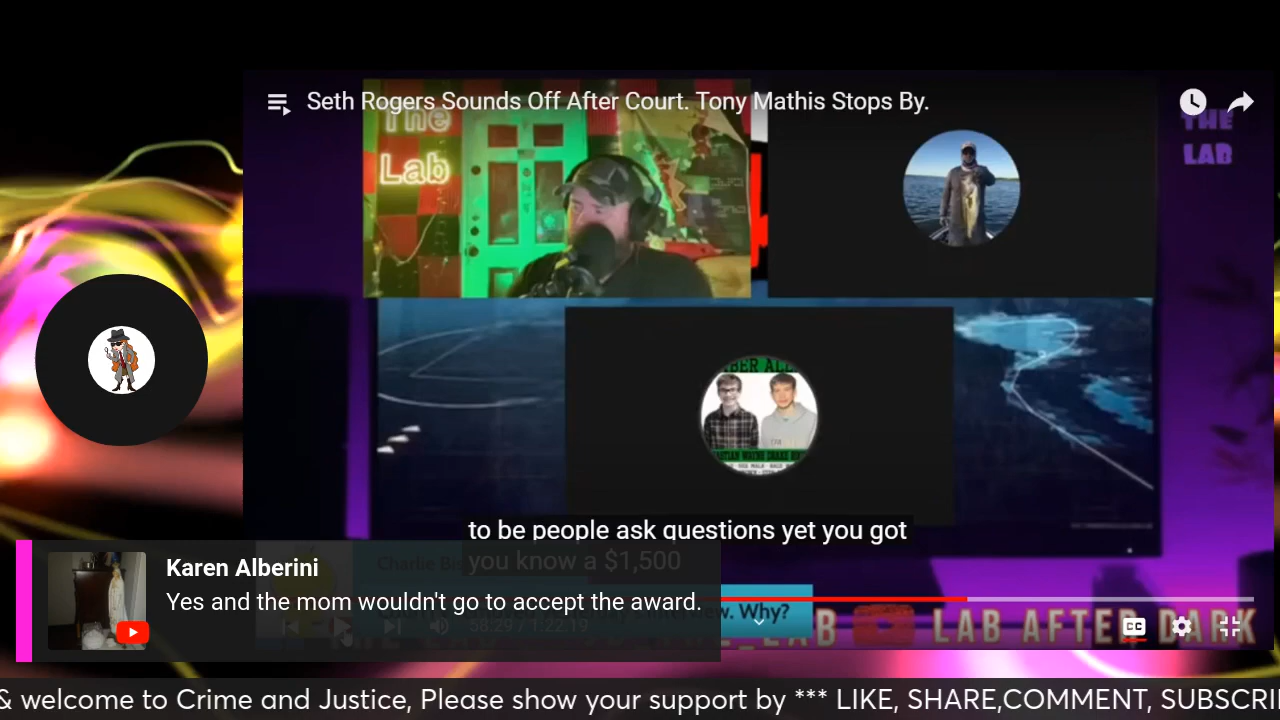 Seth Rogers Sounds Off After Court. Tony Mathis Stops By.
The
Lab
THE
LAB
to be people ask questions yet you got
you know a $1,500
Karen Alberini
Yes and the mom wouldn't go to accept the award.
Why?
58:29 / 1:22:19
CC
LAB AFTER DARK
& welcome to Crime and Justice, Please show your support by *** LIKE, SHARE,COMMENT, SUBSCRI